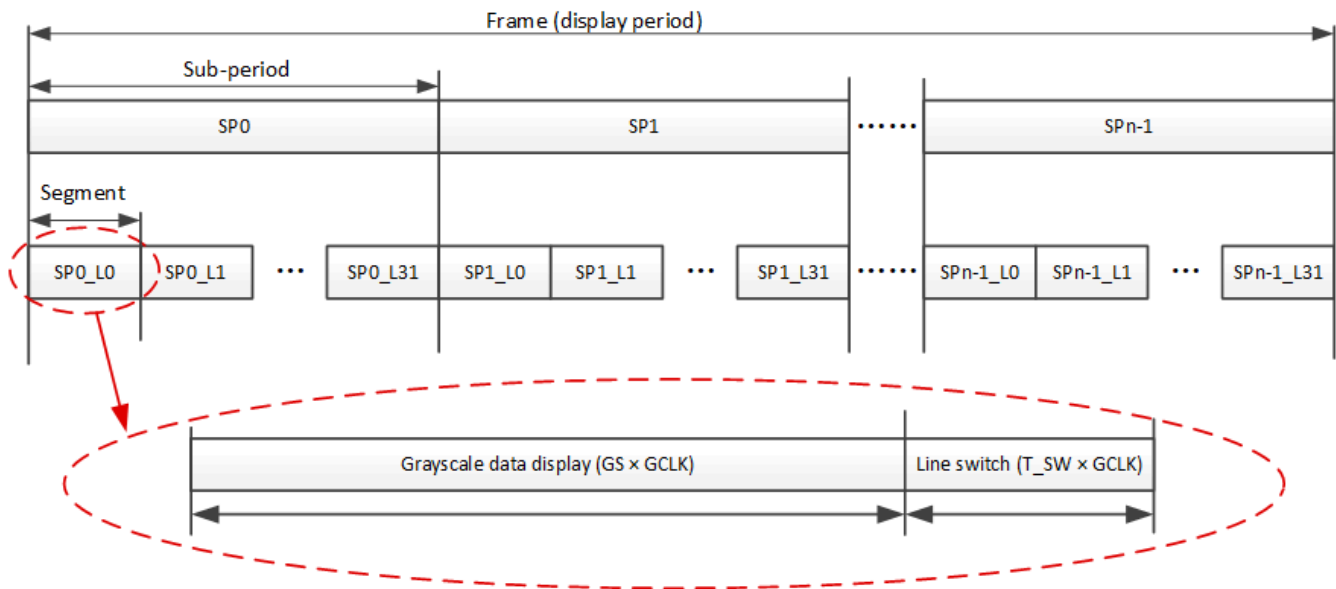 Frame (display period)
Sub-period
SP0 SP1 ...... SPn-1
Segment
SP0_L0 SP0_L1 ... SP0_L31 SP1_L0 SP1_L1 ... SP1_L31 ...... SPn-1_L0 SPn-1_L1 ... SPn-1_L31
Grayscale data display (GS × GCLK) Line switch (T_SW × GCLK)